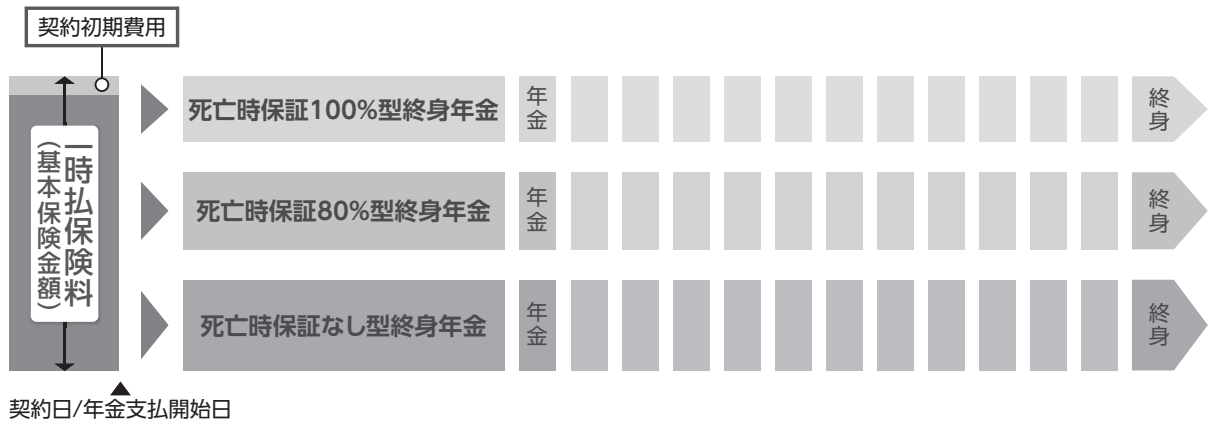 契約初期費用
一時払保険料
(基本保険金額)
死亡時保証100%型終身年金
年金
終身
死亡時保証80%型終身年金
年金
終身
死亡時保証なし型終身年金
年金
終身
契約日/年金支払開始日